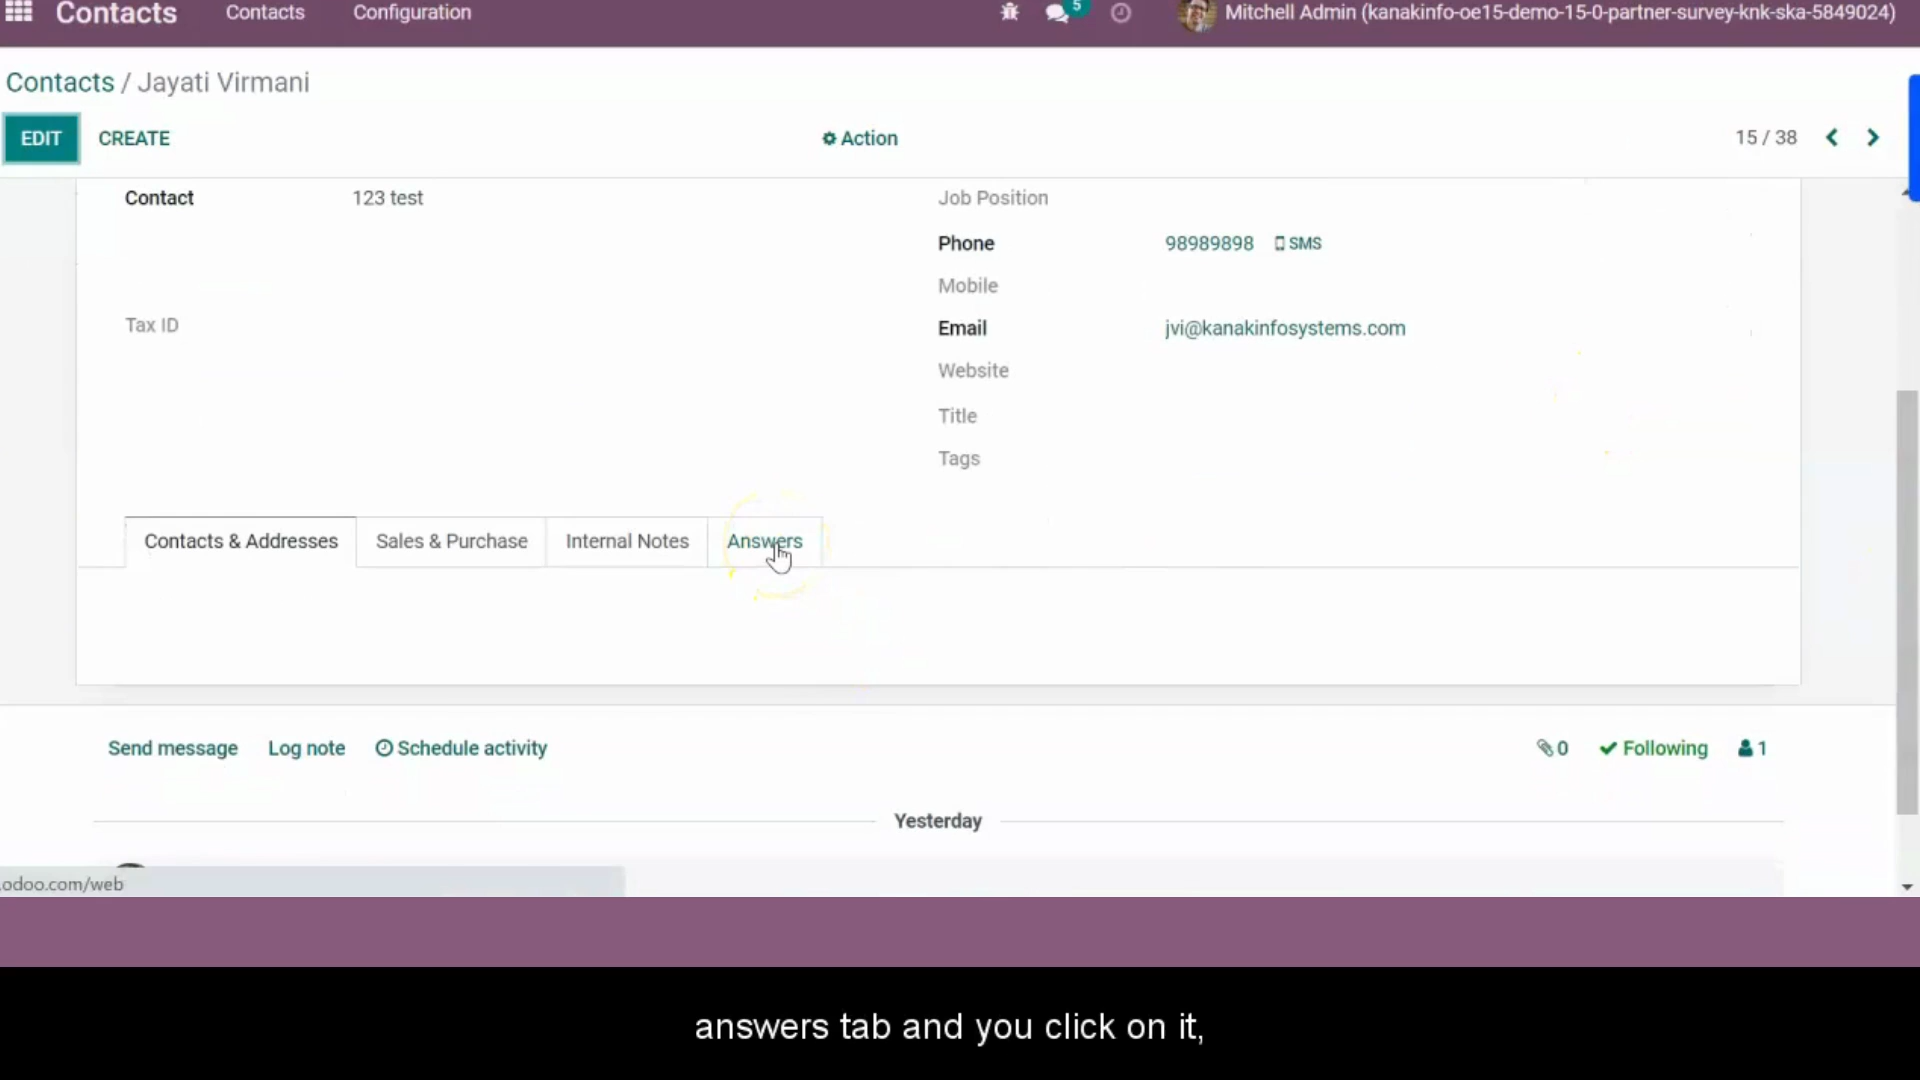 Contacts Contacts Configuration 5 Mitchell Admin (kanakinfo-oe15-demo-15-0-partner-survey-knk-ska-5849024)
Contacts / Jayati Virmani
EDIT CREATE Action 15 / 38
Contact 123 test Job Position
Phone 98989898 SMS
Mobile
Tax ID Email jvi@kanakinfosystems.com
Website
Title
Tags
Contacts & Addresses Sales & Purchase Internal Notes Answers
Send message Log note Schedule activity 0 Following 1
Yesterday
.odoo.com/web
answers tab and you click on it,